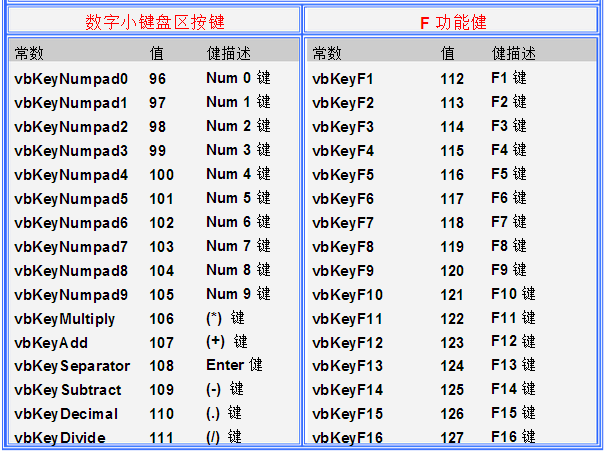 数字小键盘区按键
常数 值 健描述
vbKeyNumpad0 96 Num 0 键
vbKeyNumpad1 97 Num 1 键
vbKeyNumpad2 98 Num 2 键
vbKeyNumpad3 99 Num 3 键
vbKeyNumpad4 100 Num 4 键
vbKeyNumpad5 101 Num 5 键
vbKeyNumpad6 102 Num 6 键
vbKeyNumpad7 103 Num 7 键
vbKeyNumpad8 104 Num 8 键
vbKeyNumpad9 105 Num 9 键
vbKeyMultiply 106 (*) 键
vbKeyAdd 107 (+) 键
vbKeySeparator 108 Enter 健
vbKeySubtract 109 (-) 键
vbKeyDecimal 110 (.) 键
vbKeyDivide 111 (/) 键
F 功能健
常数 值 健描述
vbKeyF1 112 F1 键
vbKeyF2 113 F2 键
vbKeyF3 114 F3 键
vbKeyF4 115 F4 键
vbKeyF5 116 F5 键
vbKeyF6 117 F6 键
vbKeyF7 118 F7 键
vbKeyF8 119 F8 键
vbKeyF9 120 F9 键
vbKeyF10 121 F10 键
vbKeyF11 122 F11 键
vbKeyF12 123 F12 键
vbKeyF13 124 F13 键
vbKeyF14 125 F14 键
vbKeyF15 126 F15 键
vbKeyF16 127 F16 键